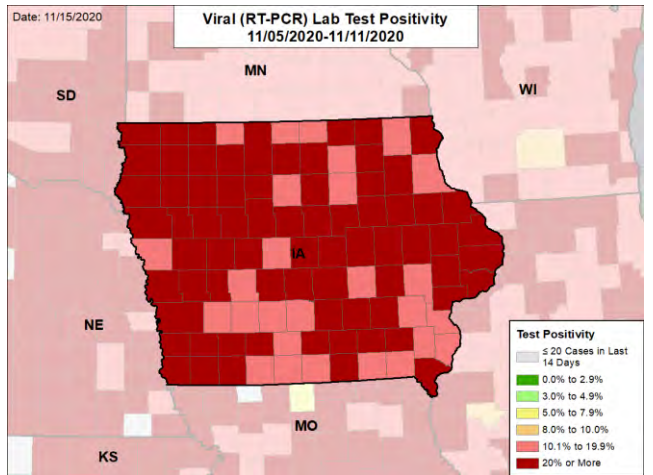 Date: 11/15/2020
Viral (RT-PCR) Lab Test Positivity
11/05/2020-11/11/2020
MN
SD
WI
IA
NE
MO
KS
Test Positivity
≤ 20 Cases in Last
14 Days
0.0% to 2.9%
3.0% to 4.9%
5.0% to 7.9%
8.0% to 10.0%
10.1% to 19.9%
20% or More